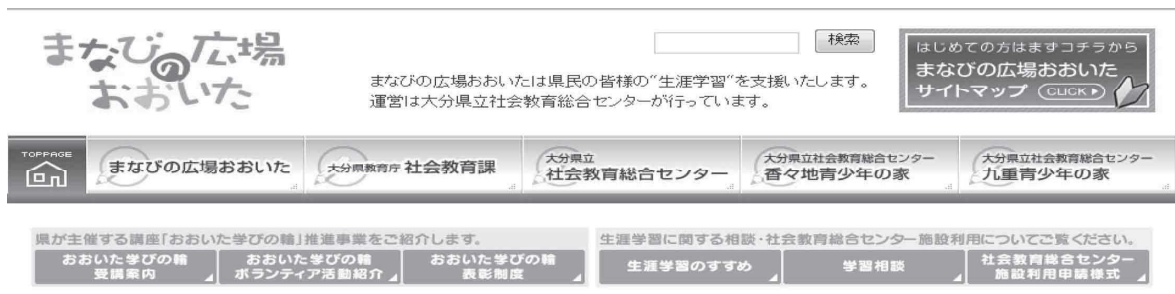 まなびの広場
おおいた
検索
まなびの広場おおいたは県民の皆様の“生涯学習”を支援いたします。
運営は大分県立社会教育総合センターが行っています。
はじめての方はまずコチラから
まなびの広場おおいた
サイトマップ CLICK
TOPPAGE
まなびの広場おおいた
大分県教育庁 社会教育課
大分県立
社会教育総合センター
大分県立社会教育総合センター
香々地青少年の家
大分県立社会教育総合センター
九重青少年の家
県が主催する講座「おおいた学びの輪」推進事業をご紹介します。
おおいた学びの輪
受講案内
おおいた学びの輪
ボランティア活動紹介
おおいた学びの輪
表彰制度
生涯学習に関する相談・社会教育総合センター施設利用についてご覧ください。
生涯学習のすすめ
学習相談
社会教育総合センター
施設利用申請様式